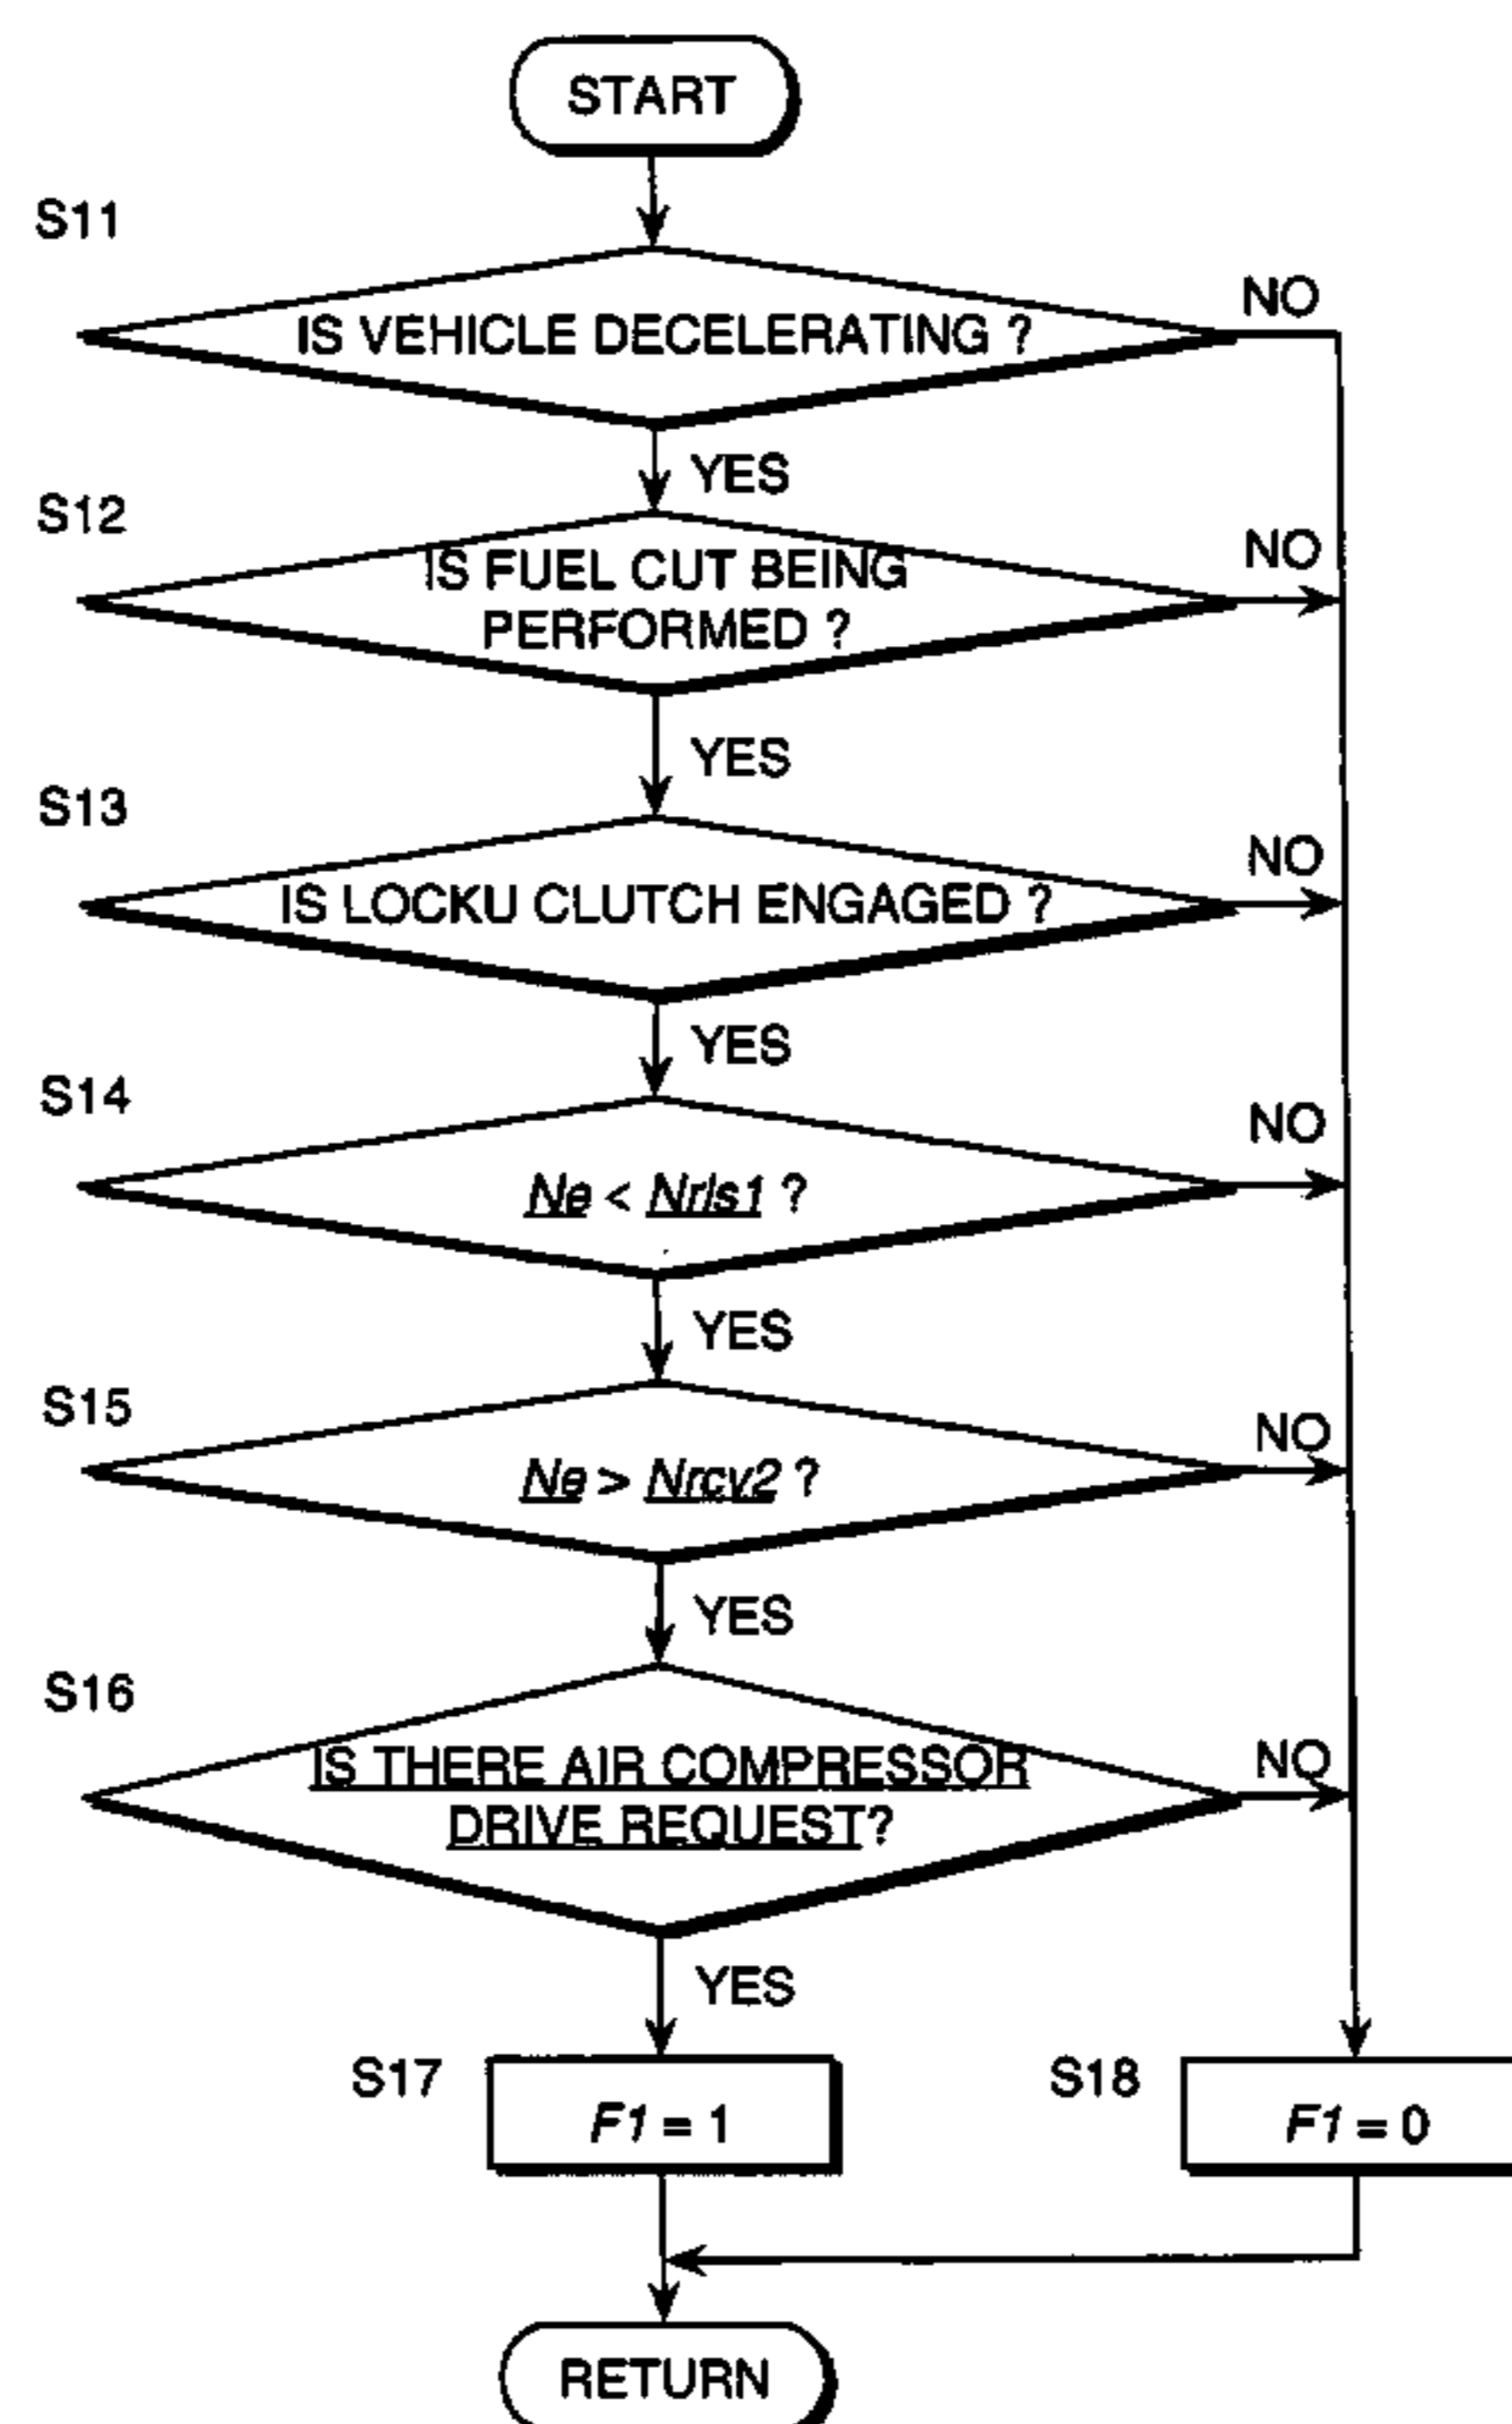 START
S11
IS VEHICLE DECELERATING ?
NO
YES
S12
IS FUEL CUT BEING
PERFORMED ?
NO
YES
S13
IS LOCKU CLUTCH ENGAGED ?
NO
YES
S14
Ne < Nrls1 ?
NO
YES
S15
Ne > Nrcv2 ?
NO
YES
S16
IS THERE AIR COMPRESSOR
DRIVE REQUEST?
NO
YES
S17
F1 = 1
S18
F1 = 0
RETURN